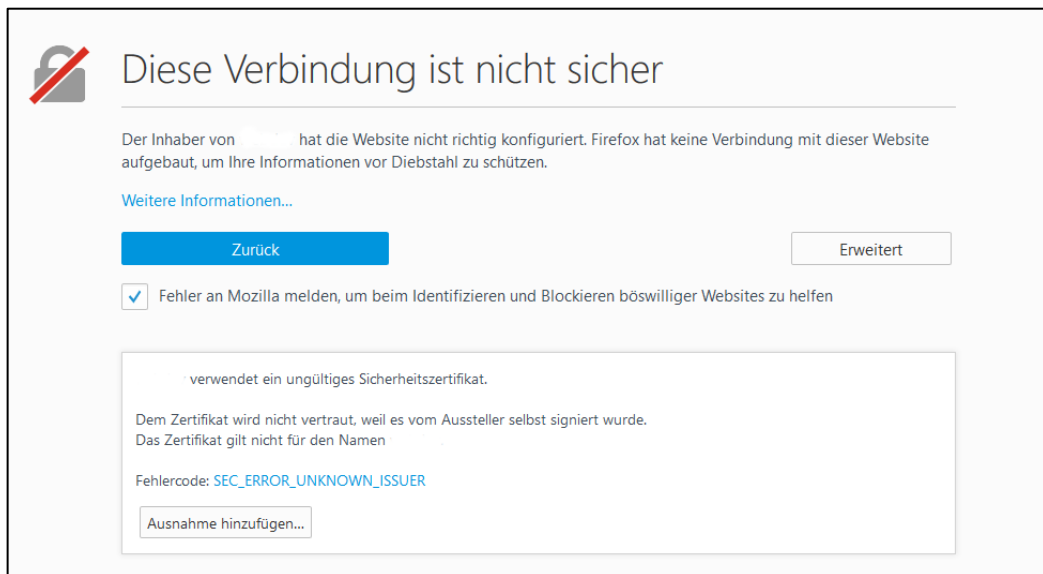 Diese Verbindung ist nicht sicher
Der Inhaber von hat die Website nicht richtig konfiguriert. Firefox hat keine Verbindung mit dieser Website
aufgebaut, um Ihre Informationen vor Diebstahl zu schützen.
Weitere Informationen...
Zurück
Erweitert
Fehler an Mozilla melden, um beim Identifizieren und Blockieren böswilliger Websites zu helfen
verwendet ein ungültiges Sicherheitszertifikat.
Dem Zertifikat wird nicht vertraut, weil es vom Aussteller selbst signiert wurde.
Das Zertifikat gilt nicht für den Namen
Fehlercode: SEC_ERROR_UNKNOWN_ISSUER
Ausnahme hinzufügen...